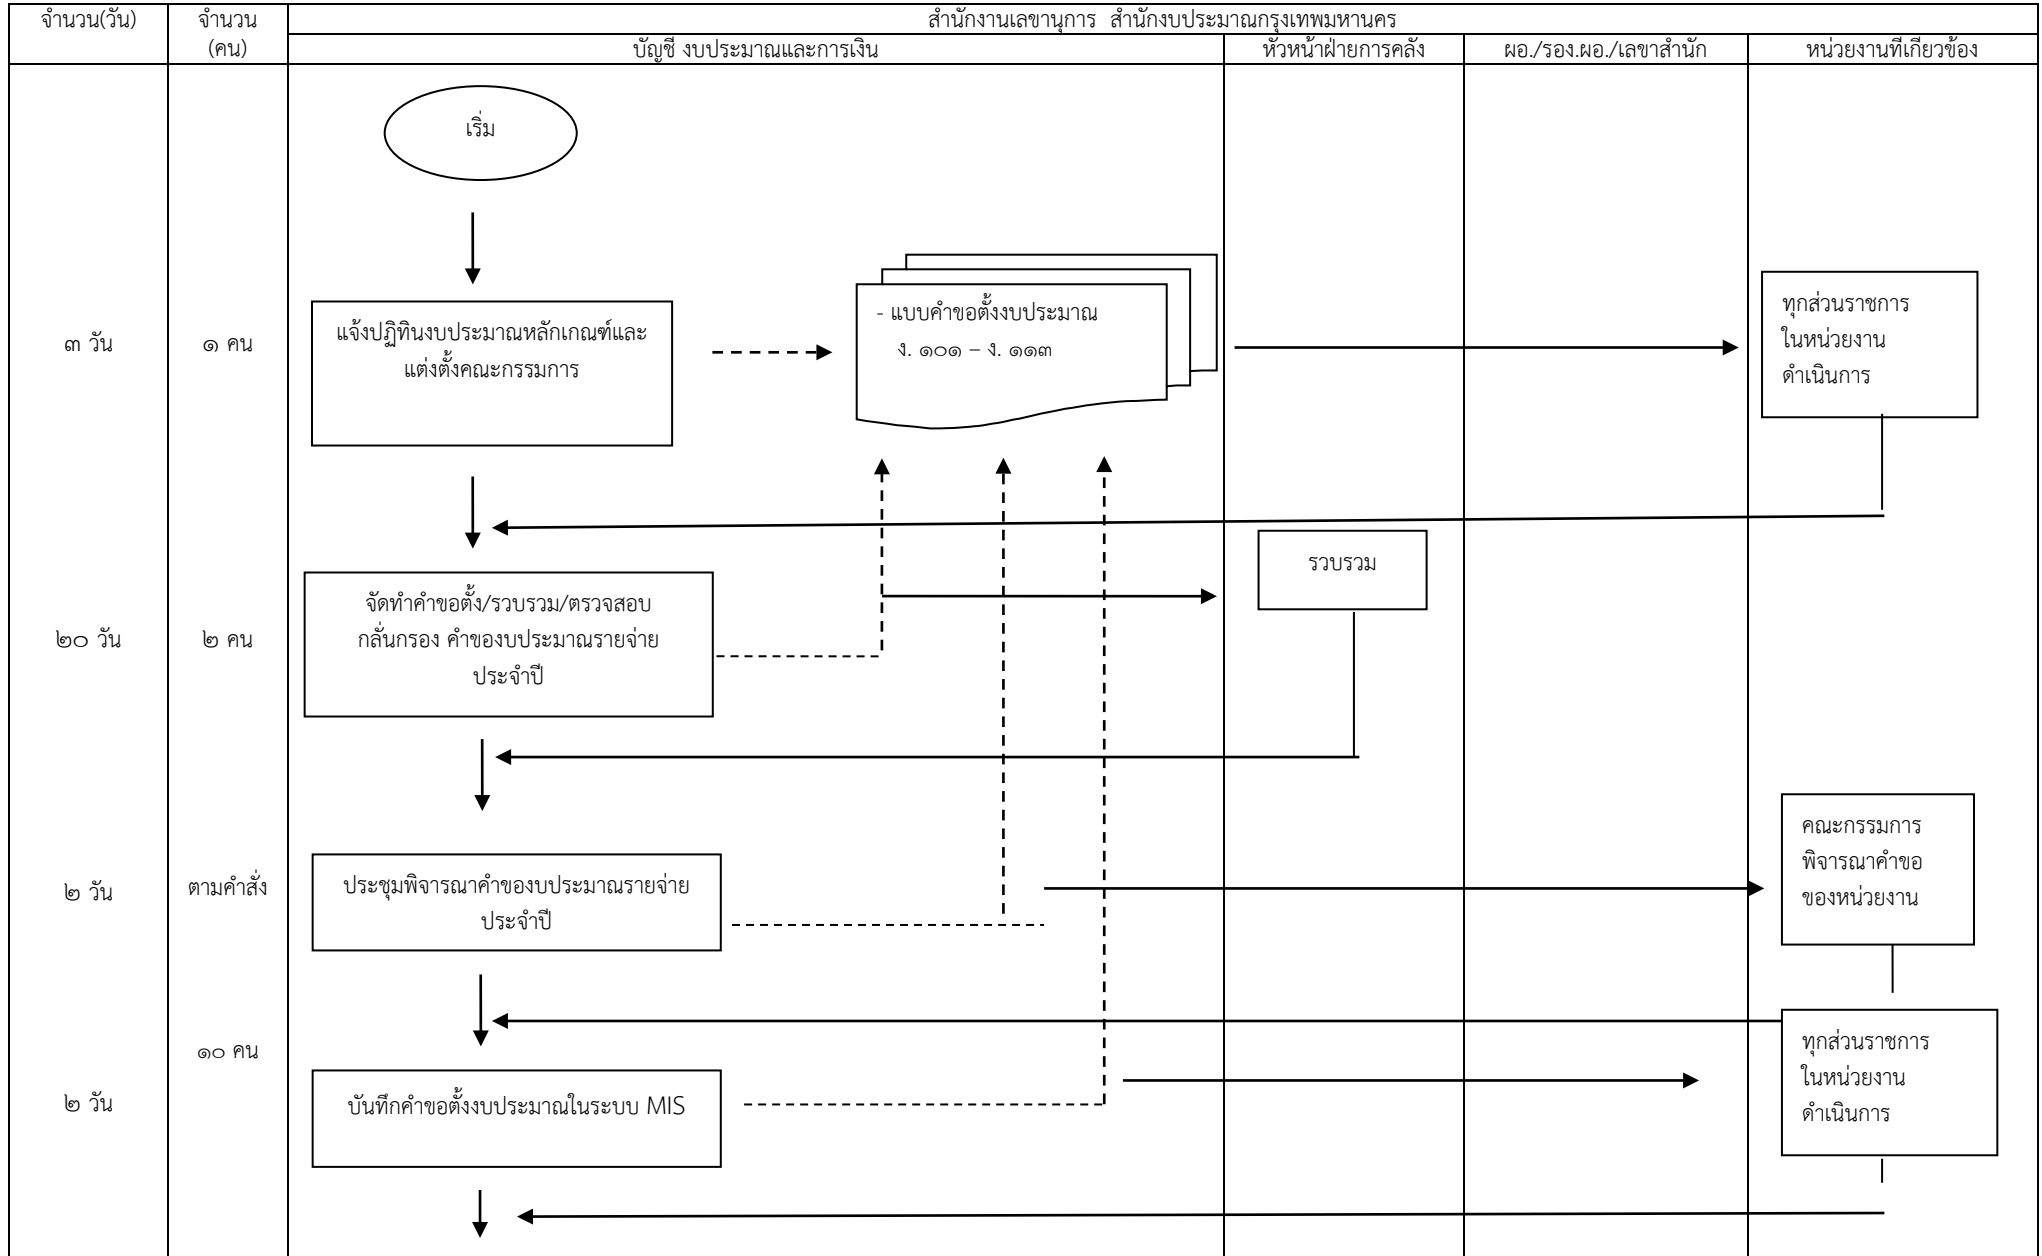 จำนวน(วัน)
จำนวน
(คน)
สำนักงานเลขานุการ สำนักงบประมาณกรุงเทพมหานคร
บัญชี งบประมาณและการเงิน
หัวหน้าฝ่ายการคลัง
ผอ./รอง.ผอ./เลขาสำนัก
หน่วยงานที่เกี่ยวข้อง
เริ่ม
๓ วัน
๑ คน
แจ้งปฏิทินงบประมาณหลักเกณฑ์และ
แต่งตั้งคณะกรรมการ
- แบบคำขอตั้งงบประมาณ
ง. ๑๐๑ – ง. ๑๑๓
ทุกส่วนราชการ
ในหน่วยงาน
ดำเนินการ
๒๐ วัน
๒ คน
จัดทำคำขอตั้ง/รวบรวม/ตรวจสอบ
กลั่นกรอง คำของบประมาณรายจ่าย
ประจำปี
รวบรวม
๒ วัน
ตามคำสั่ง
ประชุมพิจารณาคำของบประมาณรายจ่าย
ประจำปี
คณะกรรมการ
พิจารณาคำขอ
ของหน่วยงาน
๑๐ คน
๒ วัน
บันทึกคำขอตั้งงบประมาณในระบบ MIS
ทุกส่วนราชการ
ในหน่วยงาน
ดำเนินการ